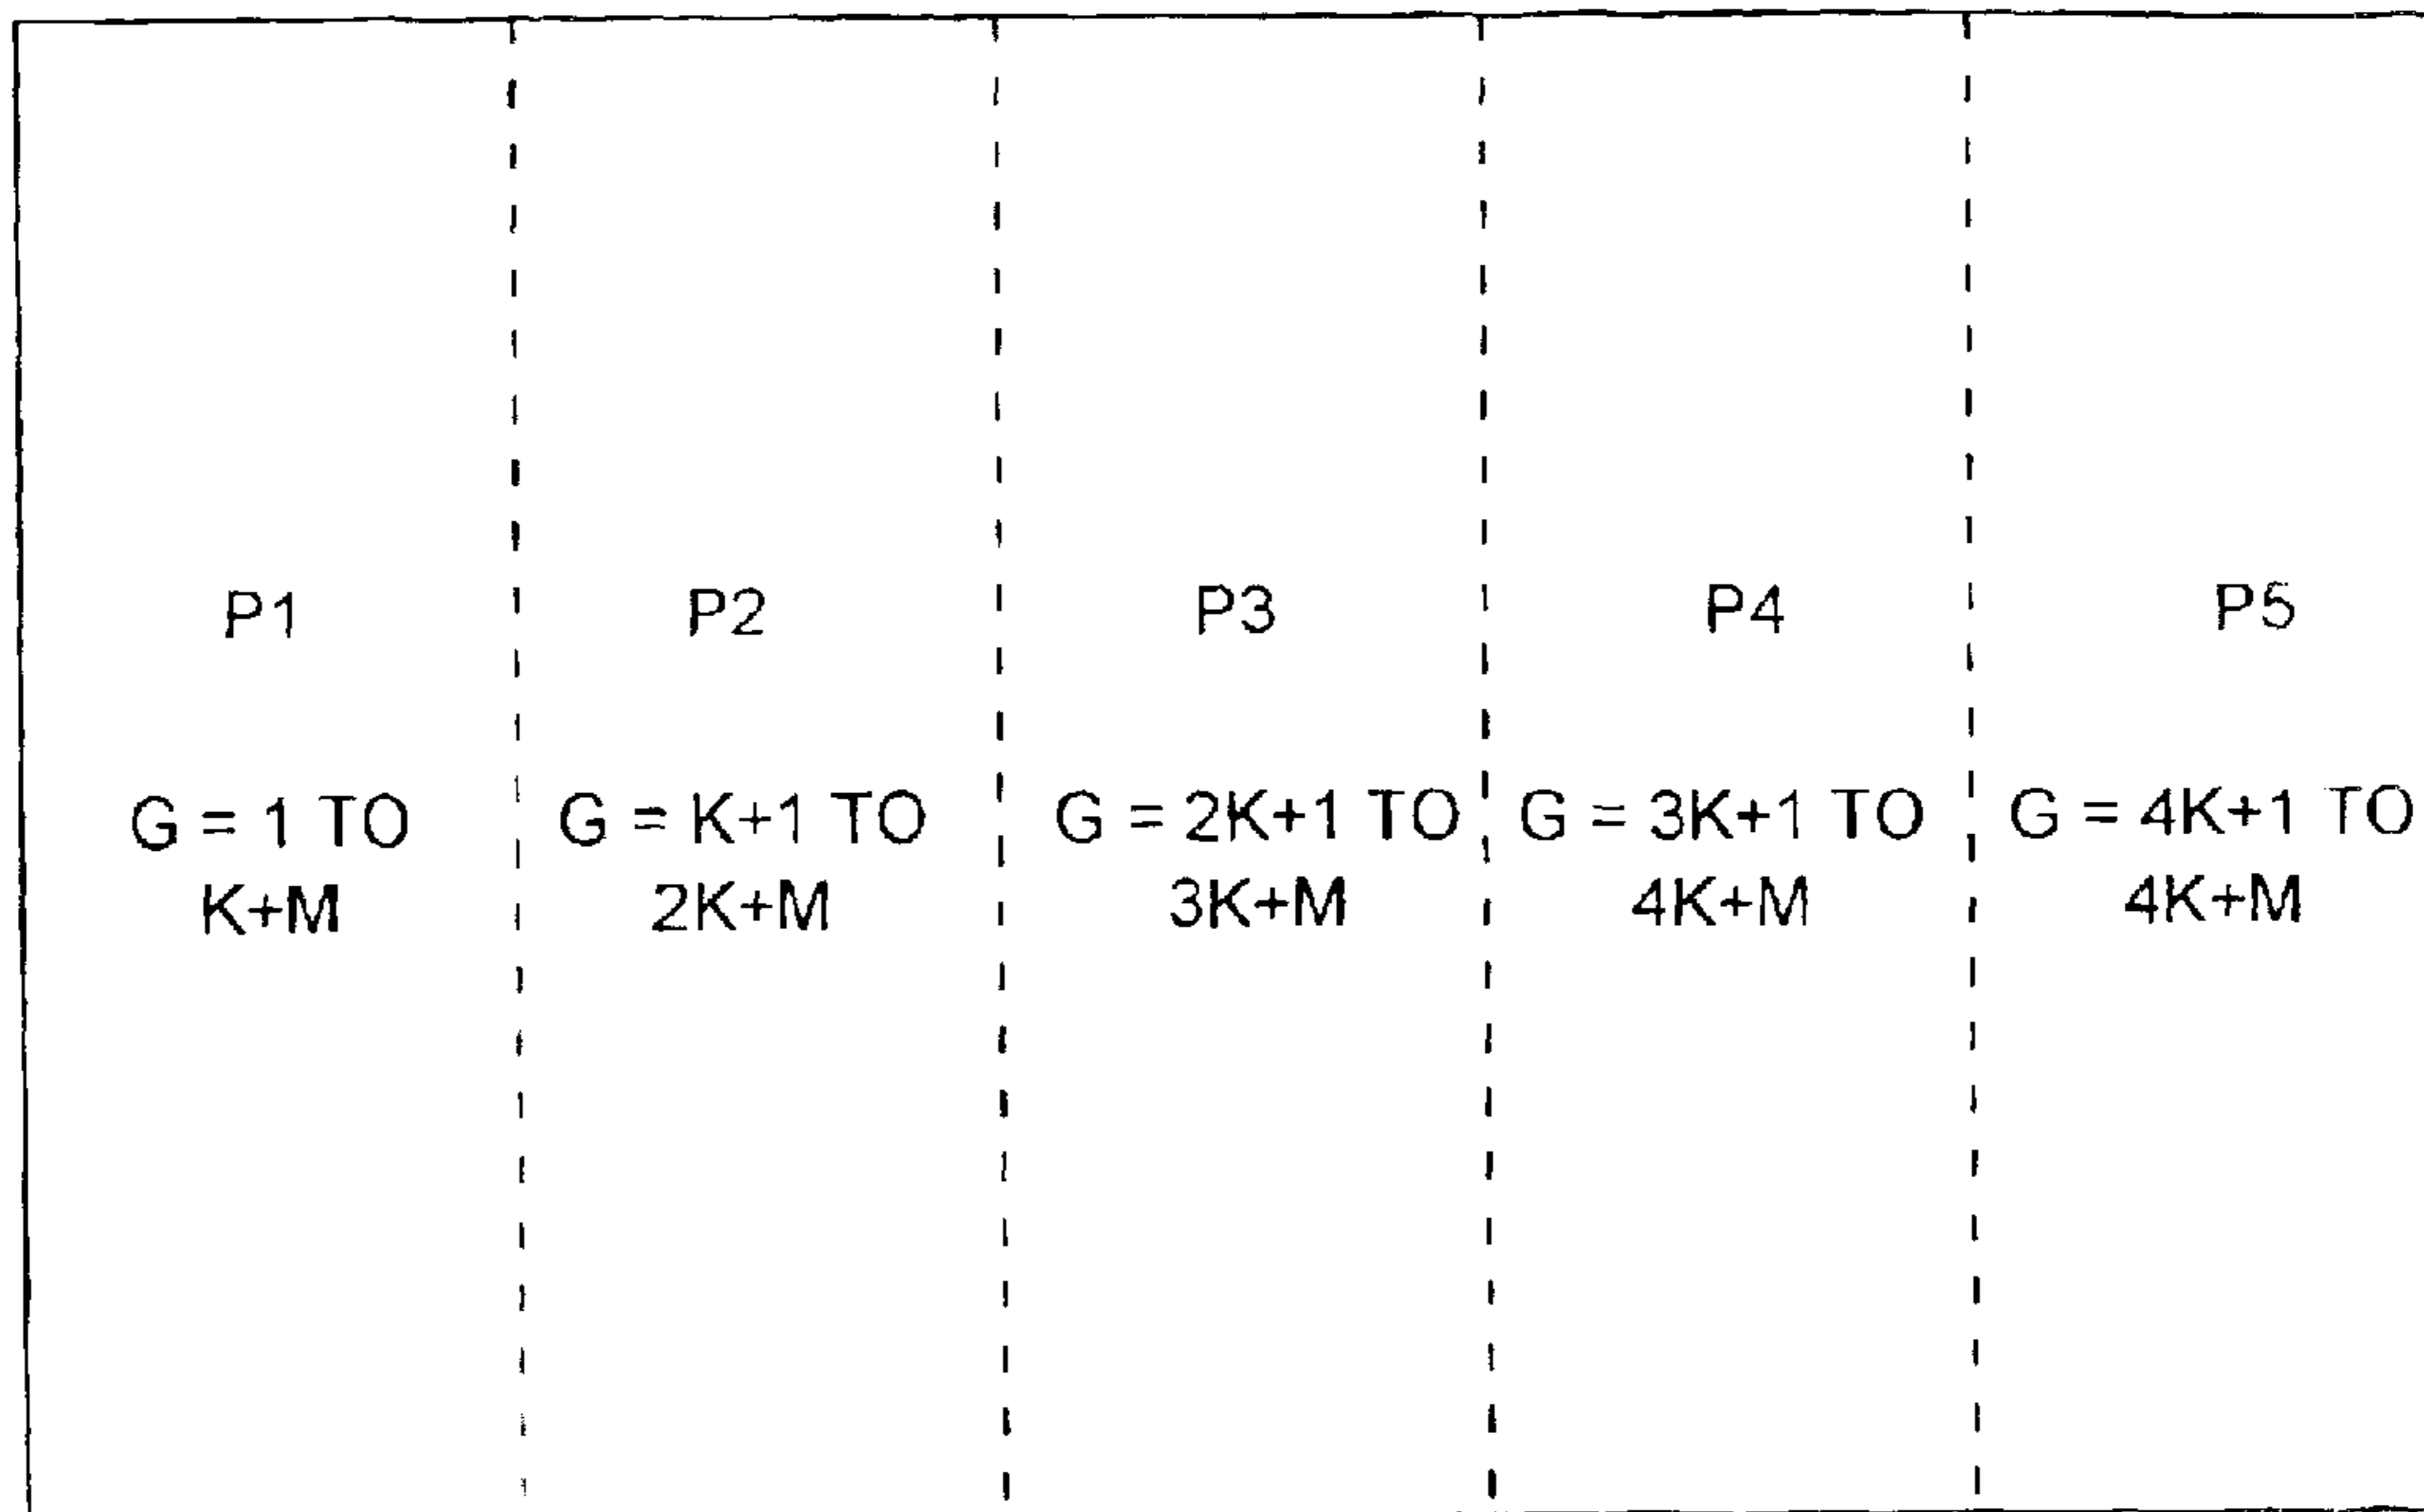 P1
G = 1 TO
K+M
P2
G = K+1 TO
2K+M
P3
G = 2K+1 TO
3K+M
P4
G = 3K+1 TO
4K+M
P5
G = 4K+1 TO
4K+M